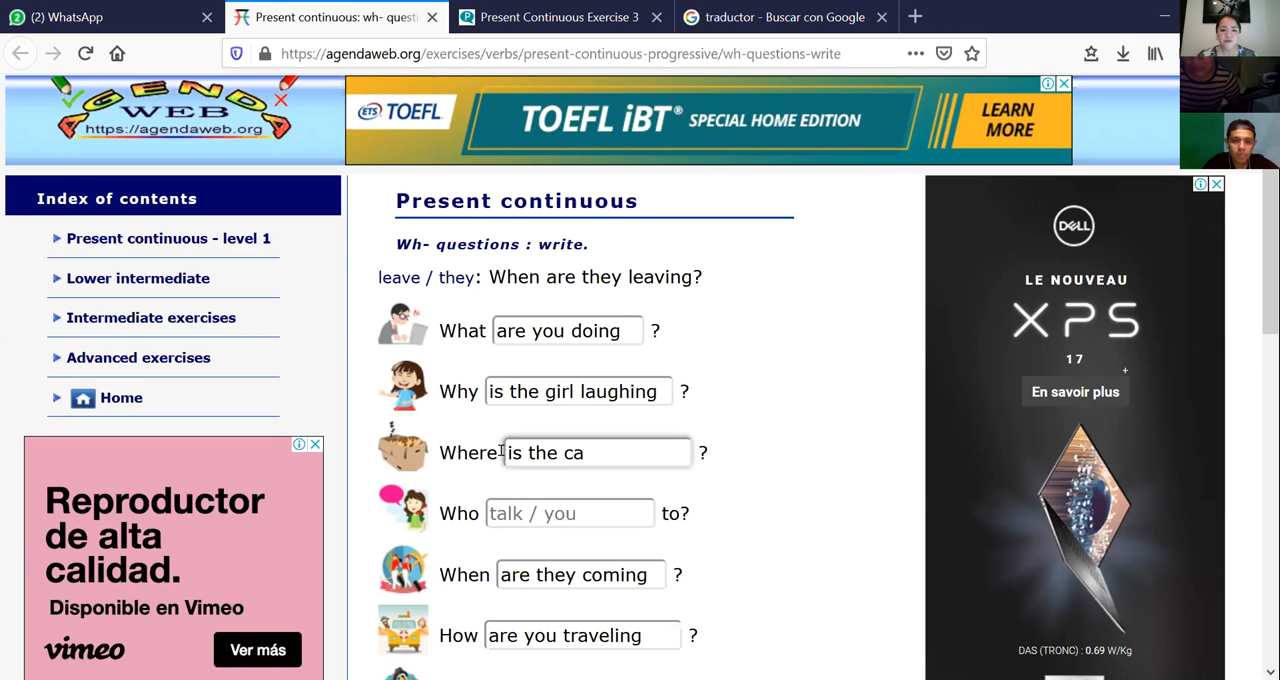 (2) WhatsApp
Present continuous: wh- questi
Present Continuous Exercise 3
traductor - Buscar con Google
https://agendaweb.org/exercises/verbs/present-continuous-progressive/wh-questions-write
AGENDA
WEB
https://agendaweb.org
ETS TOEFL
TOEFL iBT® SPECIAL HOME EDITION
LEARN
MORE
Index of contents
Present continuous - level 1
Lower intermediate
Intermediate exercises
Advanced exercises
Home
Reproductor
de alta
calidad.
Disponible en Vimeo
vimeo
Ver más
Present continuous
Wh- questions : write.
leave / they: When are they leaving?
What are you doing ?
Why is the girl laughing ?
Where is the ca ?
Who talk / you to?
When are they coming ?
How are you traveling ?
DELL
LE NOUVEAU
XPS
17
En savoir plus
DAS (TRONC) : 0.69 W/Kg